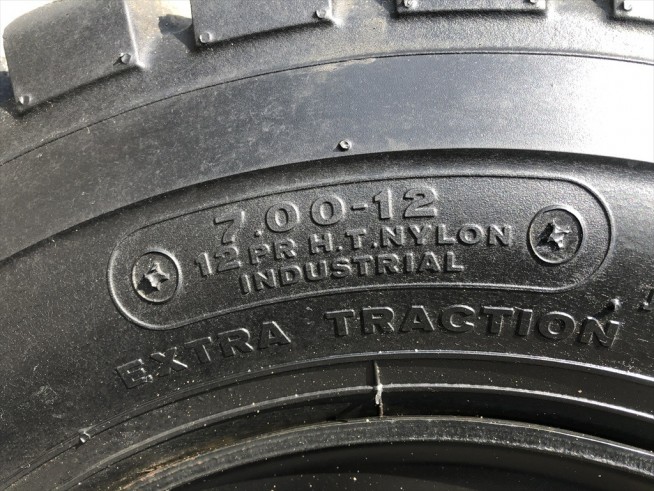 7.00-12
12 PR H.T. NYLON
INDUSTRIAL
EXTRA TRACTION